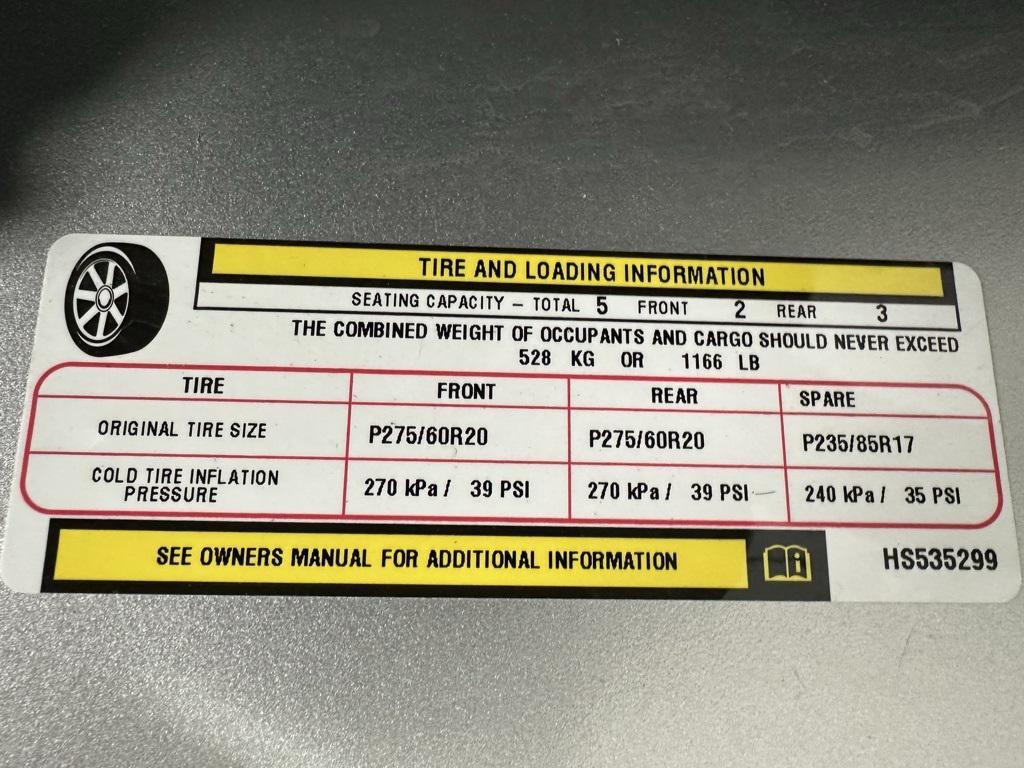 TIRE AND LOADING INFORMATION
SEATING CAPACITY – TOTAL 5 FRONT 2 REAR 3
THE COMBINED WEIGHT OF OCCUPANTS AND CARGO SHOULD NEVER EXCEED
528 KG OR 1166 LB
TIRE FRONT REAR SPARE
ORIGINAL TIRE SIZE P275/60R20 P275/60R20 P235/85R17
COLD TIRE INFLATION
PRESSURE 270 kPa / 39 PSI 270 kPa / 39 PSI 240 kPa / 35 PSI
SEE OWNERS MANUAL FOR ADDITIONAL INFORMATION
HS535299